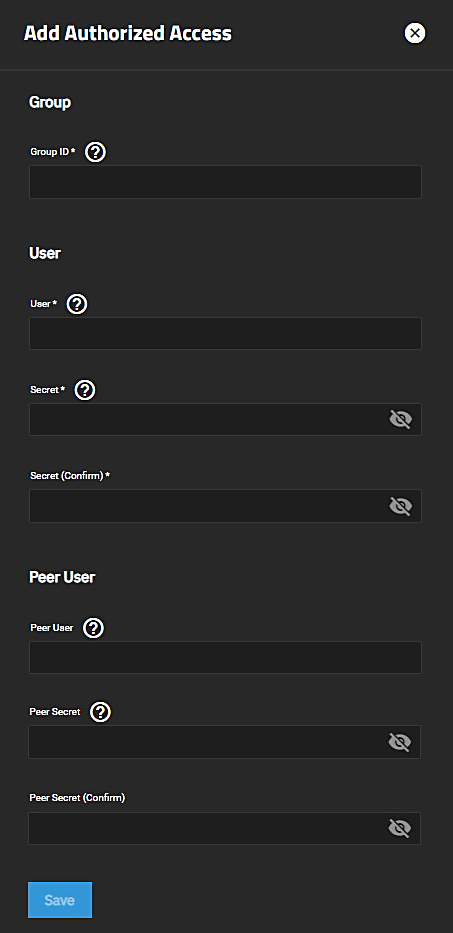 Add Authorized Access
Group
Group ID *
User
User *
Secret *
Secret (Confirm) *
Peer User
Peer User
Peer Secret
Peer Secret (Confirm)
Save